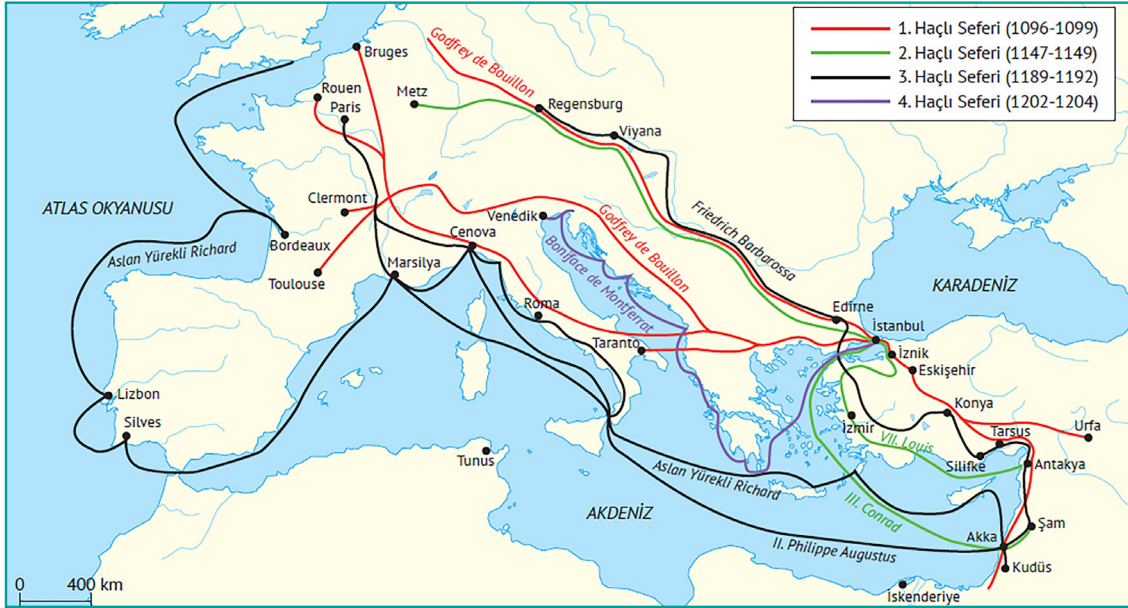 1. Haçlı Seferi (1096-1099)
2. Haçlı Seferi (1147-1149)
3. Haçlı Seferi (1189-1192)
4. Haçlı Seferi (1202-1204)
Godfrey de Bouillon
Bruges
Rouen
Paris
Metz
Regensburg
Viyana
Clermont
ATLAS OKYANUSU
Venedik
Godfrey de Bouillon
Friedrich Barbarossa
Bordeaux
Cenova
Aslan Yürekli Richard
Boniface de Montferrat
Toulouse
Marsilya
KARADENİZ
Roma
Edirne
İstanbul
Taranto
İznik
Eskişehir
Lizbon
Konya
Silves
İzmir
Tarsus
Urfa
VII. Louis
Tunus
Silifke
Antakya
Aslan Yürekli Richard
AKDENİZ
III. Conrad
Şam
Akka
II. Philippe Augustus
Kudüs
0 400 km
İskenderiye